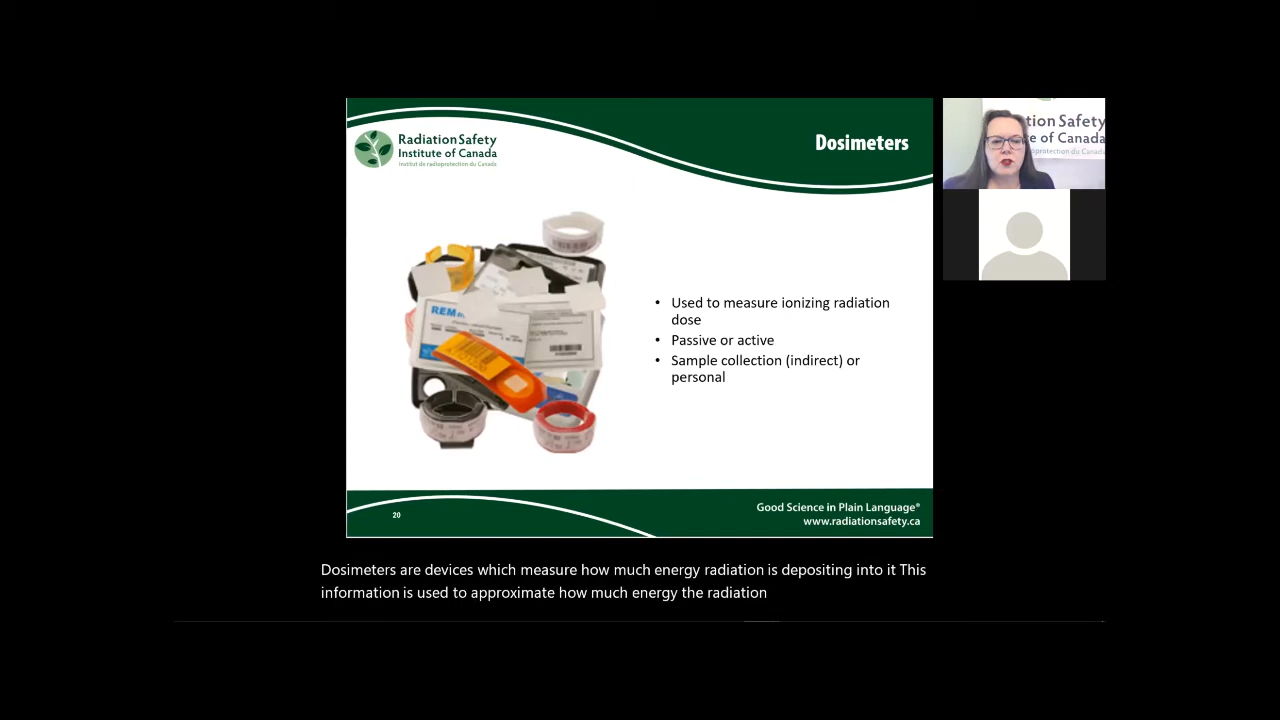 Radiation Safety
Institute of Canada
Institut de radioprotection du Canada
Dosimeters
tion Safety
te of Canada
dioprotection du Canada
REM
• Used to measure ionizing radiation
dose
• Passive or active
• Sample collection (indirect) or
personal
20
Good Science in Plain Language®
www.radiationsafety.ca
Dosimeters are devices which measure how much energy radiation is depositing into it This
information is used to approximate how much energy the radiation